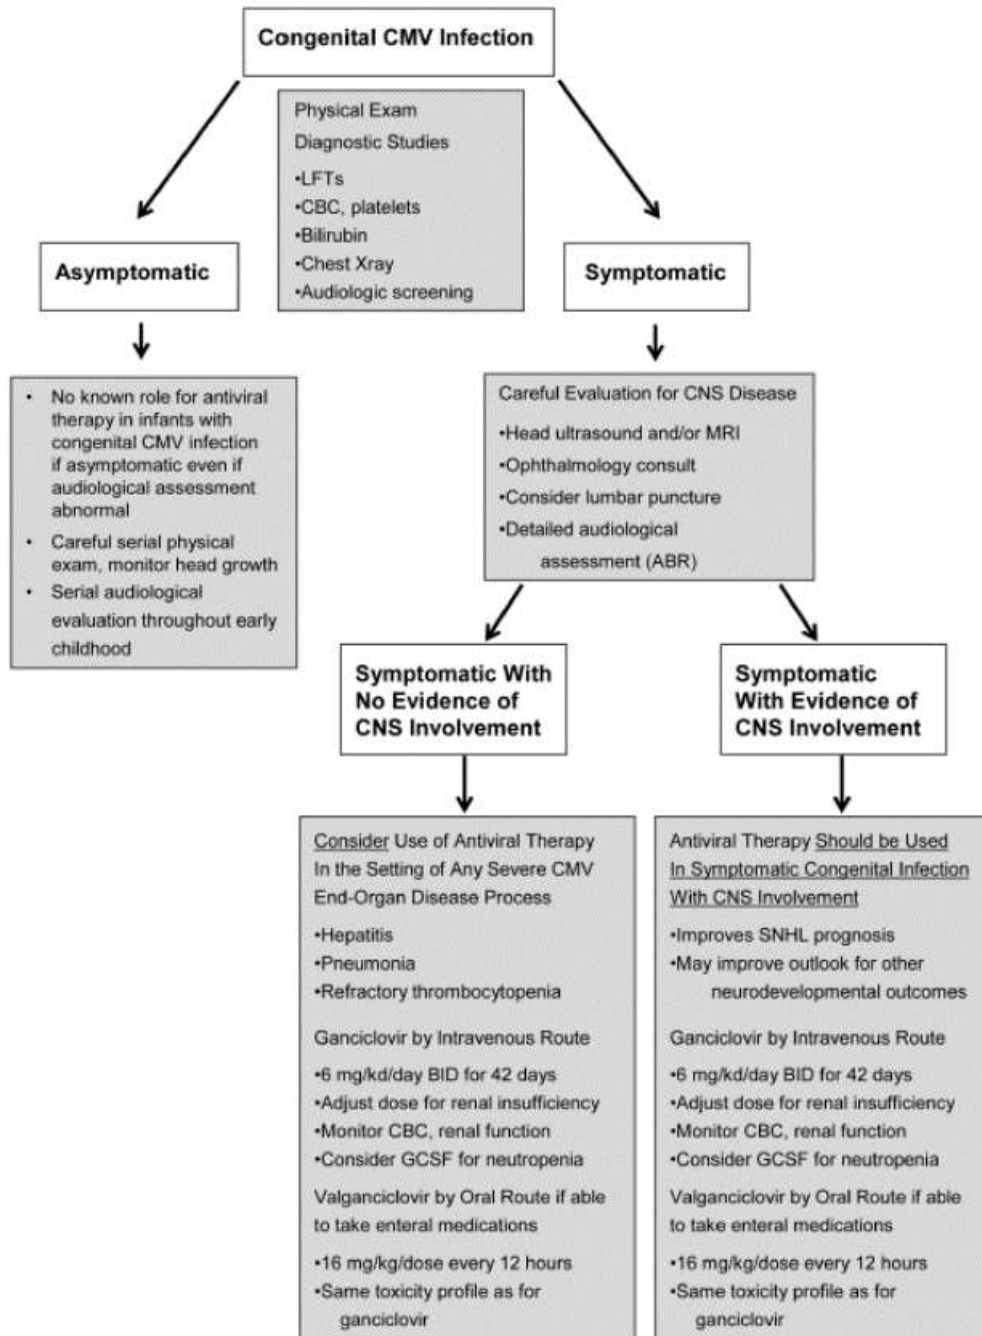 Congenital CMV Infection
Physical Exam
Diagnostic Studies
•LFTs
•CBC, platelets
•Bilirubin
•Chest Xray
•Audiologic screening
Asymptomatic
Symptomatic
• No known role for antiviral
therapy in infants with
congenital CMV infection
if asymptomatic even if
audiological assessment
abnormal
• Careful serial physical
exam, monitor head growth
• Serial audiological
evaluation throughout early
childhood
Careful Evaluation for CNS Disease
•Head ultrasound and/or MRI
•Ophthalmology consult
•Consider lumbar puncture
•Detailed audiological
assessment (ABR)
Symptomatic With
No Evidence of
CNS Involvement
Symptomatic
With Evidence of
CNS Involvement
Consider Use of Antiviral Therapy
In the Setting of Any Severe CMV
End-Organ Disease Process
•Hepatitis
•Pneumonia
•Refractory thrombocytopenia
Ganciclovir by Intravenous Route
•6 mg/kd/day BID for 42 days
•Adjust dose for renal insufficiency
•Monitor CBC, renal function
•Consider GCSF for neutropenia
Valganciclovir by Oral Route if able
to take enteral medications
•16 mg/kg/dose every 12 hours
•Same toxicity profile as for
ganciclovir
Antiviral Therapy Should be Used
In Symptomatic Congenital Infection
With CNS Involvement
•Improves SNHL prognosis
•May improve outlook for other
neurodevelopmental outcomes
Ganciclovir by Intravenous Route
•6 mg/kd/day BID for 42 days
•Adjust dose for renal insufficiency
•Monitor CBC, renal function
•Consider GCSF for neutropenia
Valganciclovir by Oral Route if able
to take enteral medications
•16 mg/kg/dose every 12 hours
•Same toxicity profile as for
ganciclovir